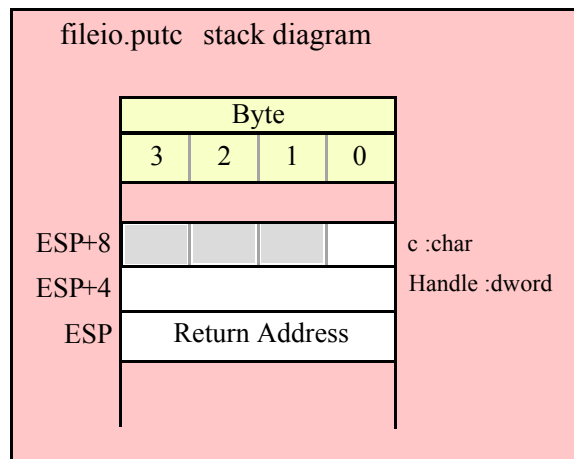 fileio.putc stack diagram
Byte
3 2 1 0
ESP+8 c :char
ESP+4 Handle :dword
ESP Return Address